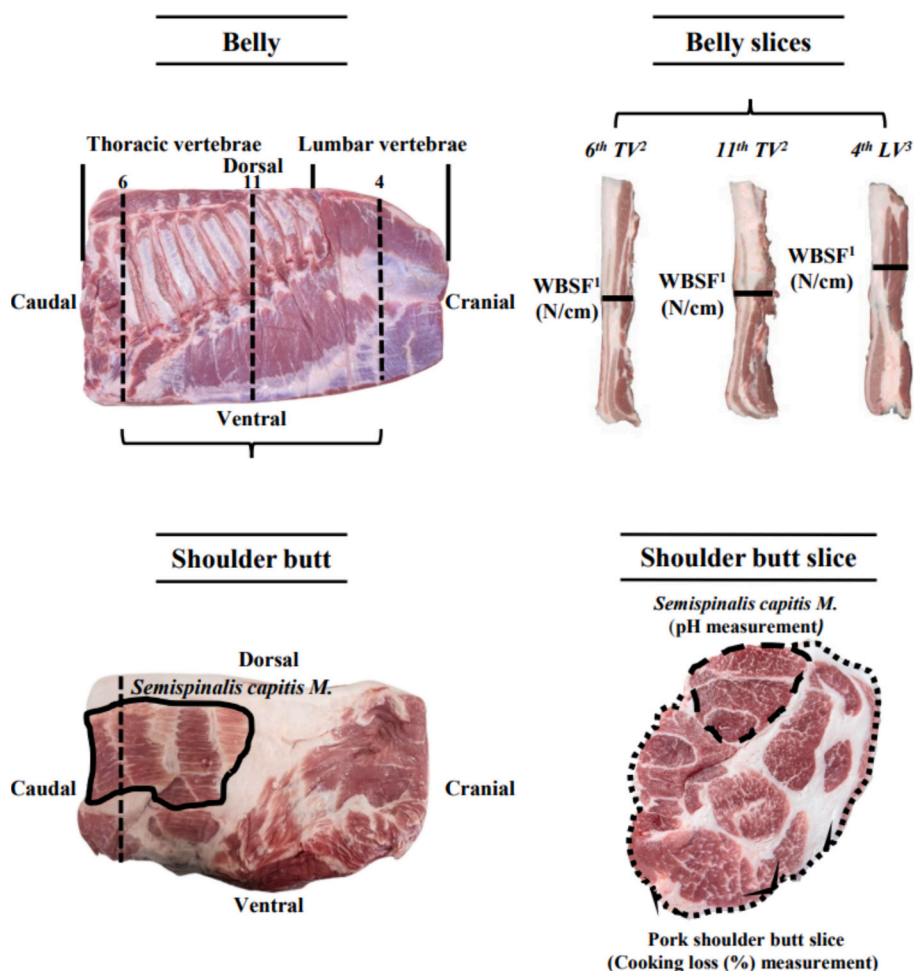 Belly
Thoracic vertebrae
Lumbar vertebrae
Dorsal
6
11
4
Caudal
Cranial
Ventral
Belly slices
6th TV2
11th TV2
4th LV3
WBSF1
(N/cm)
WBSF1
(N/cm)
WBSF1
(N/cm)
Shoulder butt
Dorsal
Semispinalis capitis M.
Caudal
Cranial
Ventral
Shoulder butt slice
Semispinalis capitis M.
(pH measurement)
Pork shoulder butt slice
(Cooking loss (%) measurement)